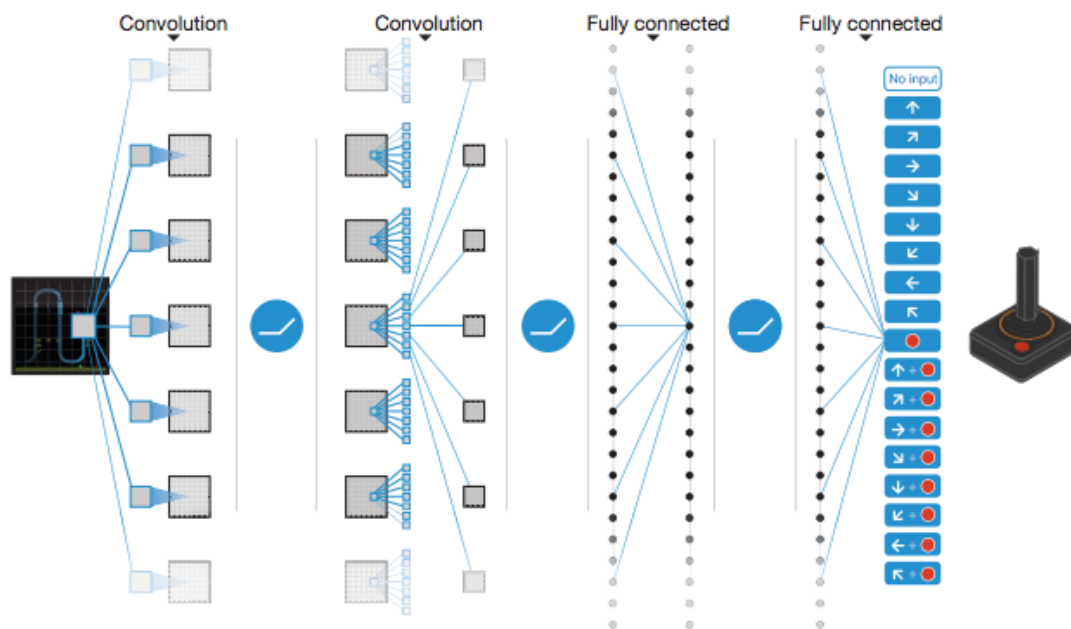 Convolution
Convolution
Fully connected
Fully connected
No input
+
+
+
+
+
+
+
+